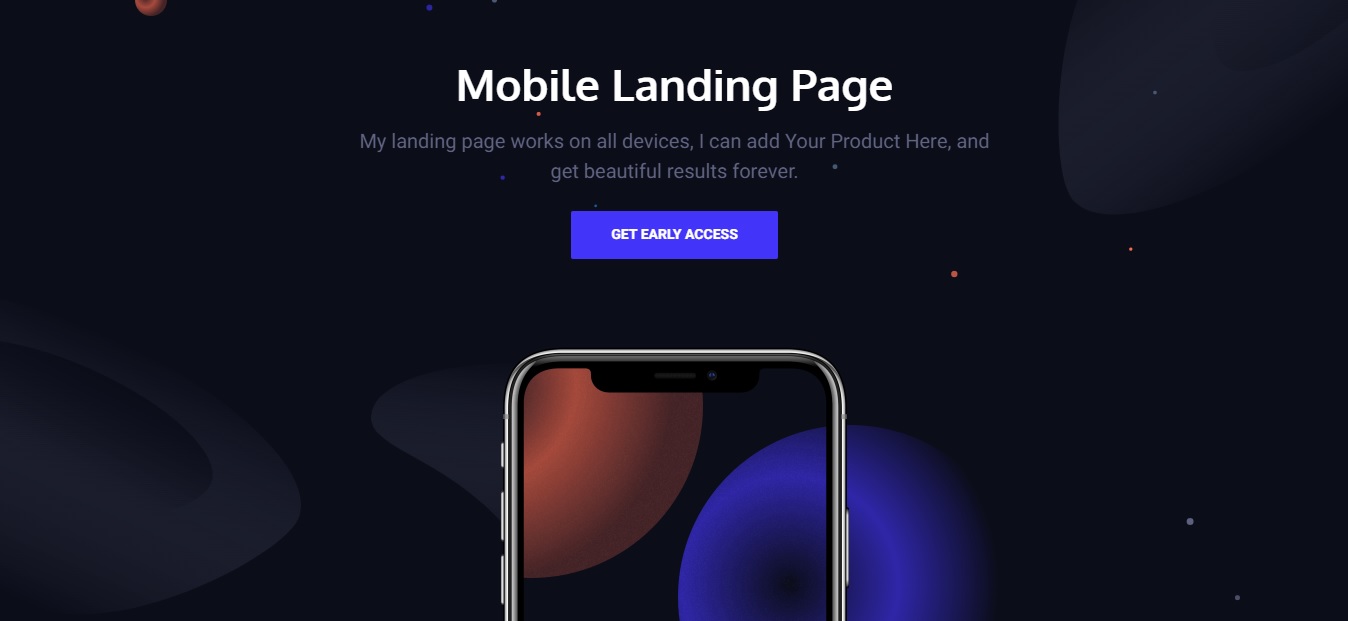 Mobile Landing Page
My landing page works on all devices, I can add Your Product Here, and
get beautiful results forever.
GET EARLY ACCESS